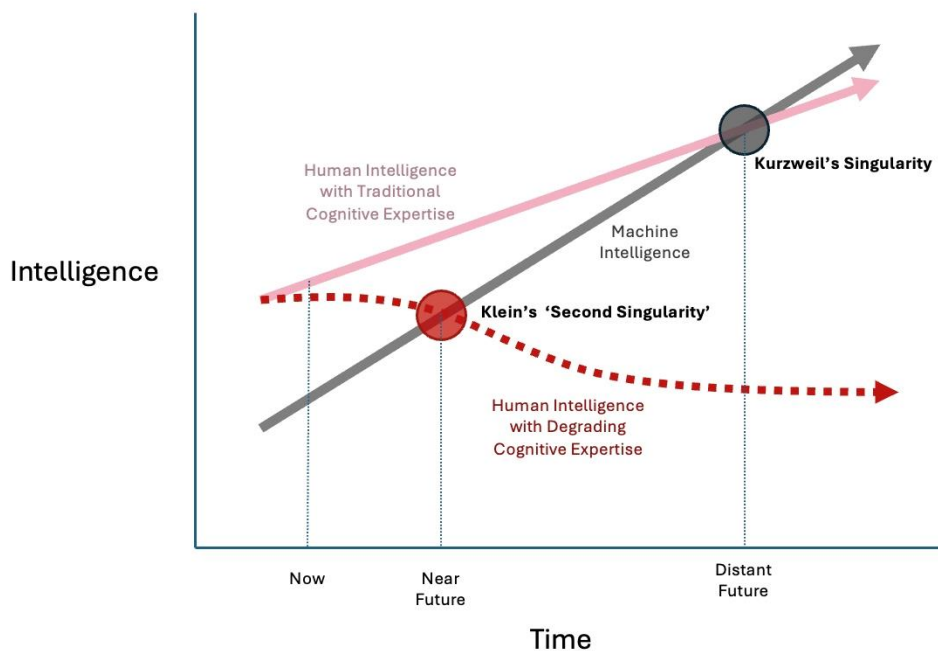 Human Intelligence
with Traditional
Cognitive Expertise
Kurzweil’s Singularity
Machine
Intelligence
Intelligence
Klein’s ‘Second Singularity’
Human Intelligence
with Degrading
Cognitive Expertise
Now
Near
Future
Distant
Future
Time